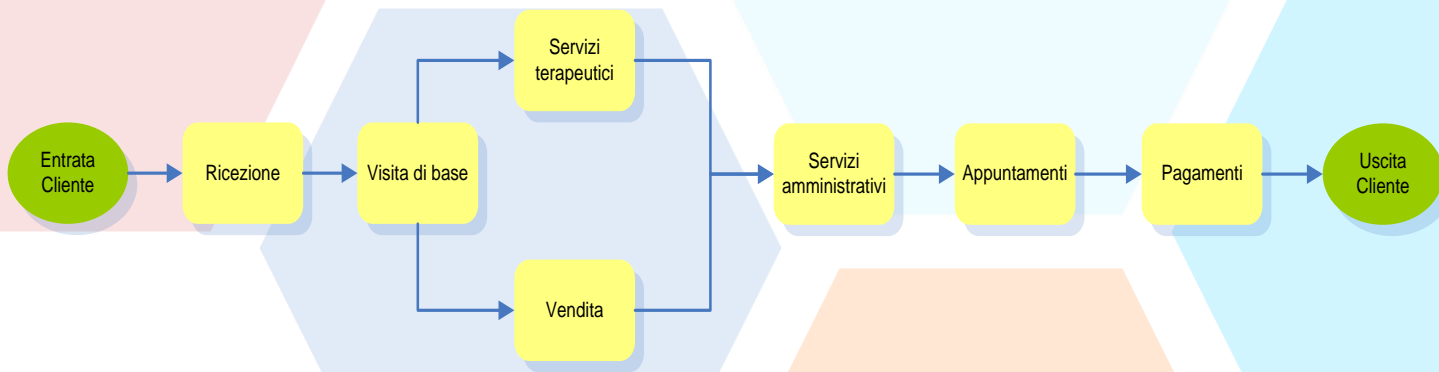 Entrata
Cliente
Ricezione
Visita di base
Servizi
terapeutici
Vendita
Servizi
amministrativi
Appuntamenti
Pagamenti
Uscita
Cliente